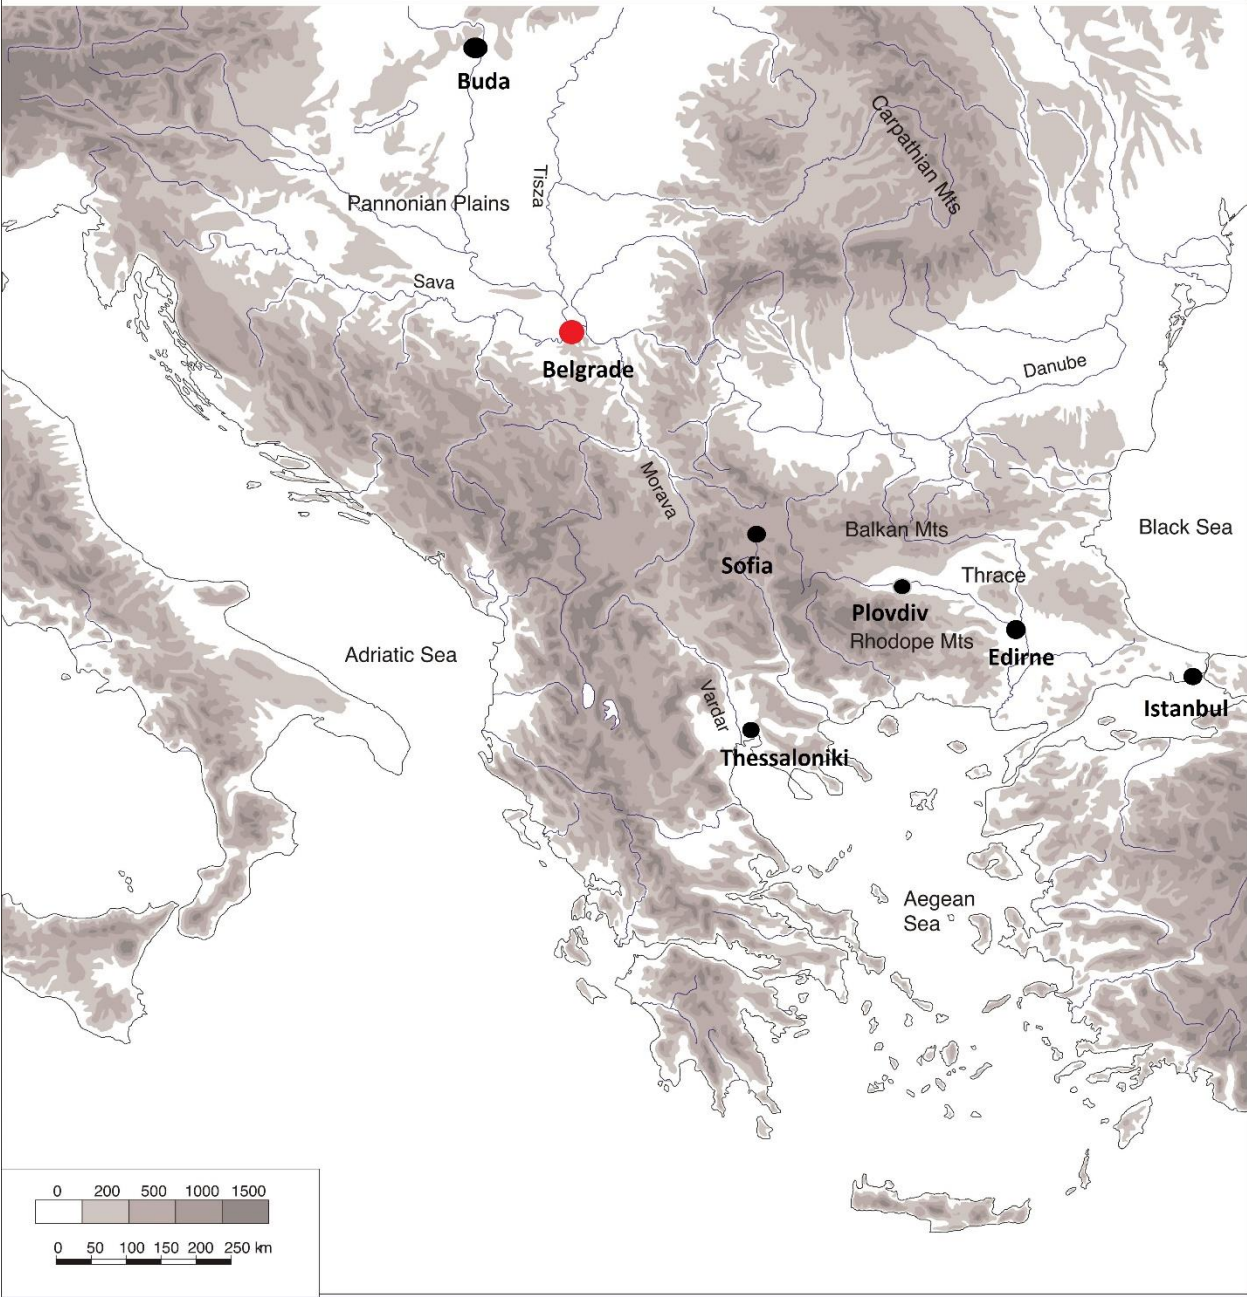 Buda
Carpathian Mts
Tisza
Pannonian Plains
Sava
Belgrade
Danube
Morava
Balkan Mts
Black Sea
Sofia
Thrace
Plovdiv
Rhodope Mts
Edirne
Adriatic Sea
Vardar
Istanbul
Thessaloniki
Aegean
Sea
0 200 500 1000 1500
0 50 100 150 200 250 km